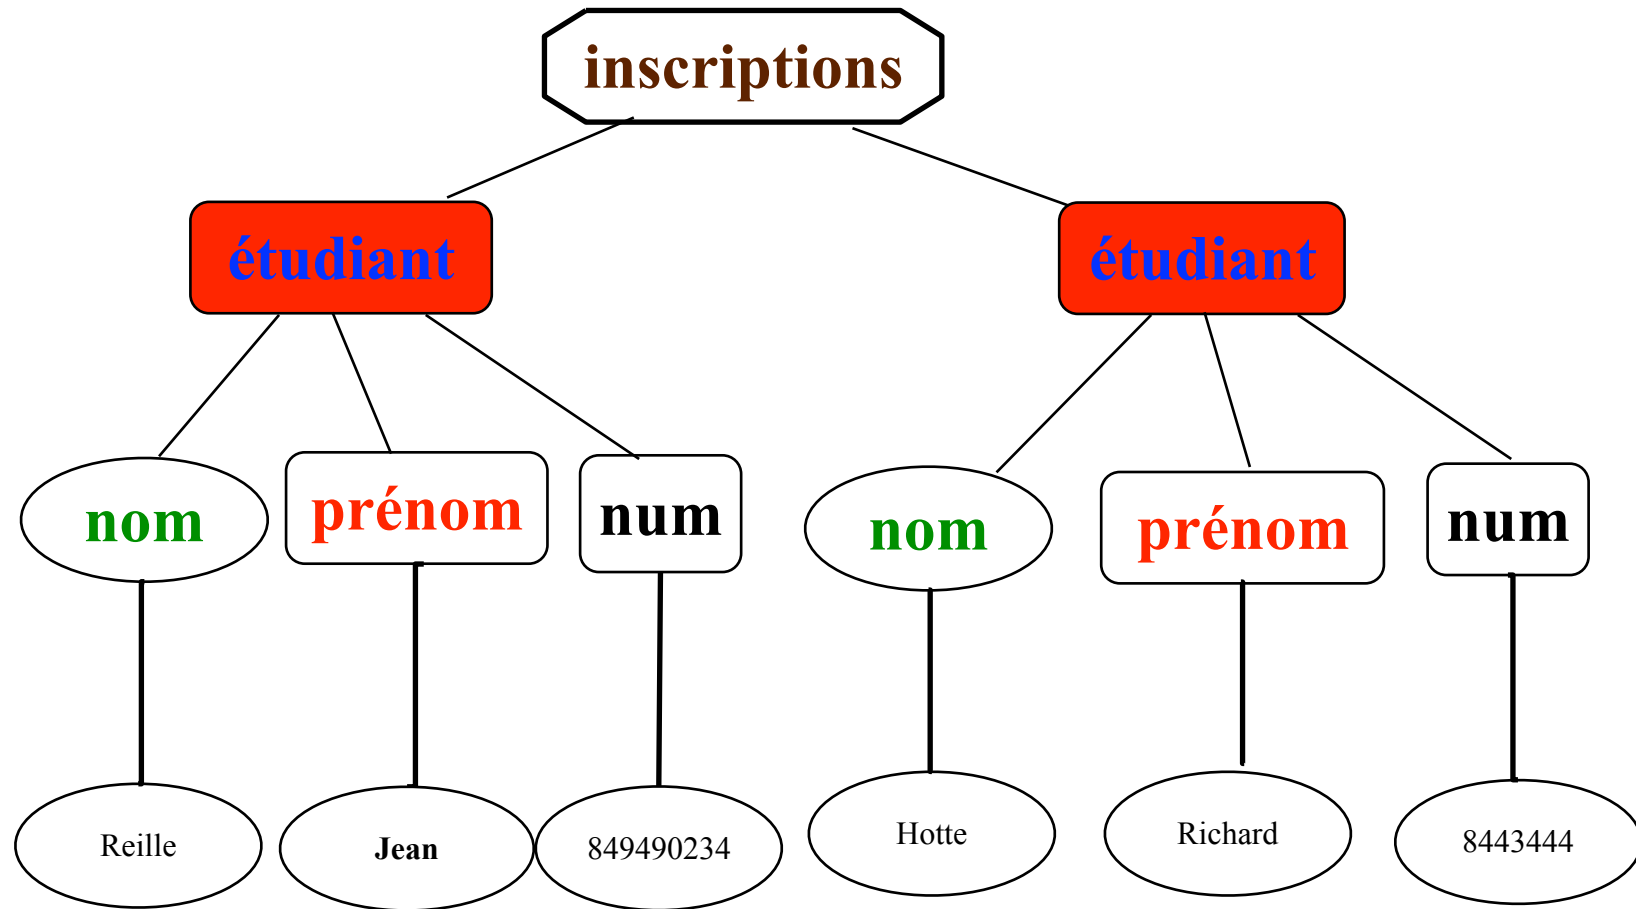 inscriptions
étudiant étudiant
nom prénom num nom prénom num
Reille Jean 849490234 Hotte Richard 8443444